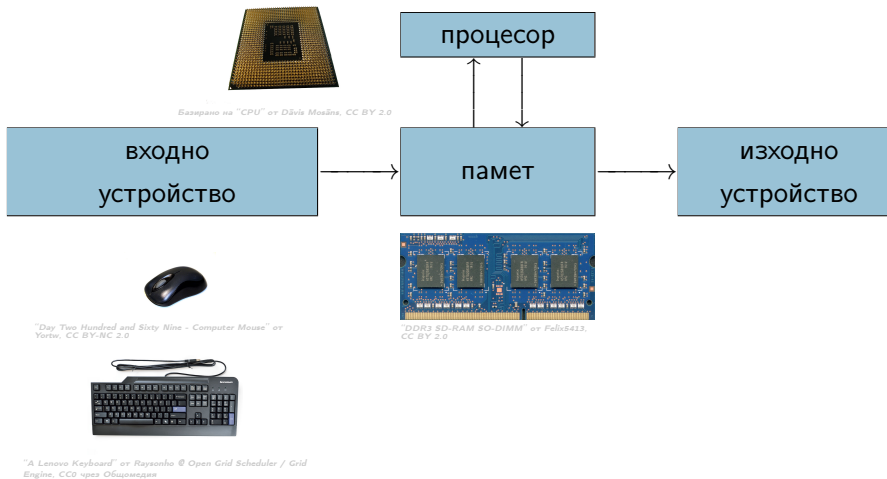 процесор
Базирано на "CPU" от Dāvis Mosāns, CC BY 2.0
входно
устройство
памет
изходно
устройство
"Day Two Hundred and Sixty Nine - Computer Mouse" от
Yortw, CC BY-NC 2.0
"DDR3 SD-RAM SO-DIMM" от Felix5413,
CC BY 2.0
"A Lenovo Keyboard" от Raysonho @ Open Grid Scheduler / Grid
Engine, CC0 чрез Общомедия